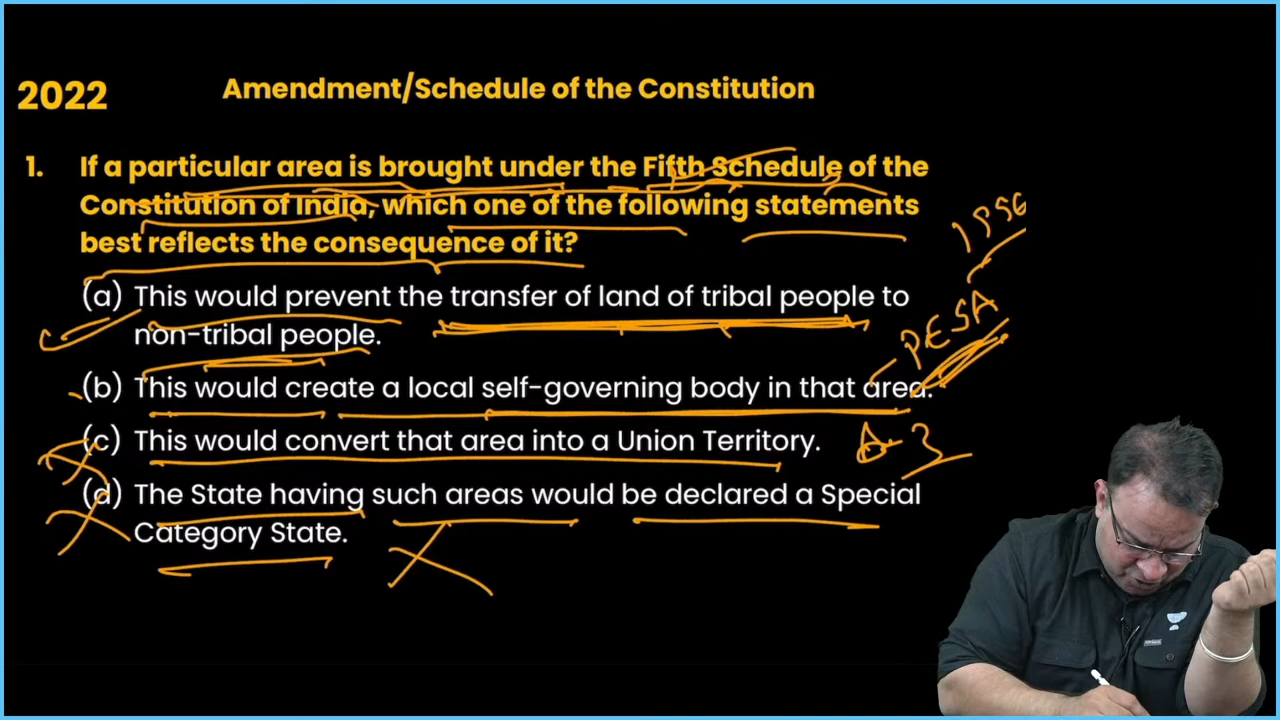 2022
Amendment/Schedule of the Constitution
1. If a particular area is brought under the Fifth Schedule of the
Constitution of India, which one of the following statements
best reflects the consequence of it?
(a) This would prevent the transfer of land of tribal people to
non-tribal people.
(b) This would create a local self-governing body in that area.
(c) This would convert that area into a Union Territory.
(d) The State having such areas would be declared a Special
Category State.
PESA
A-3